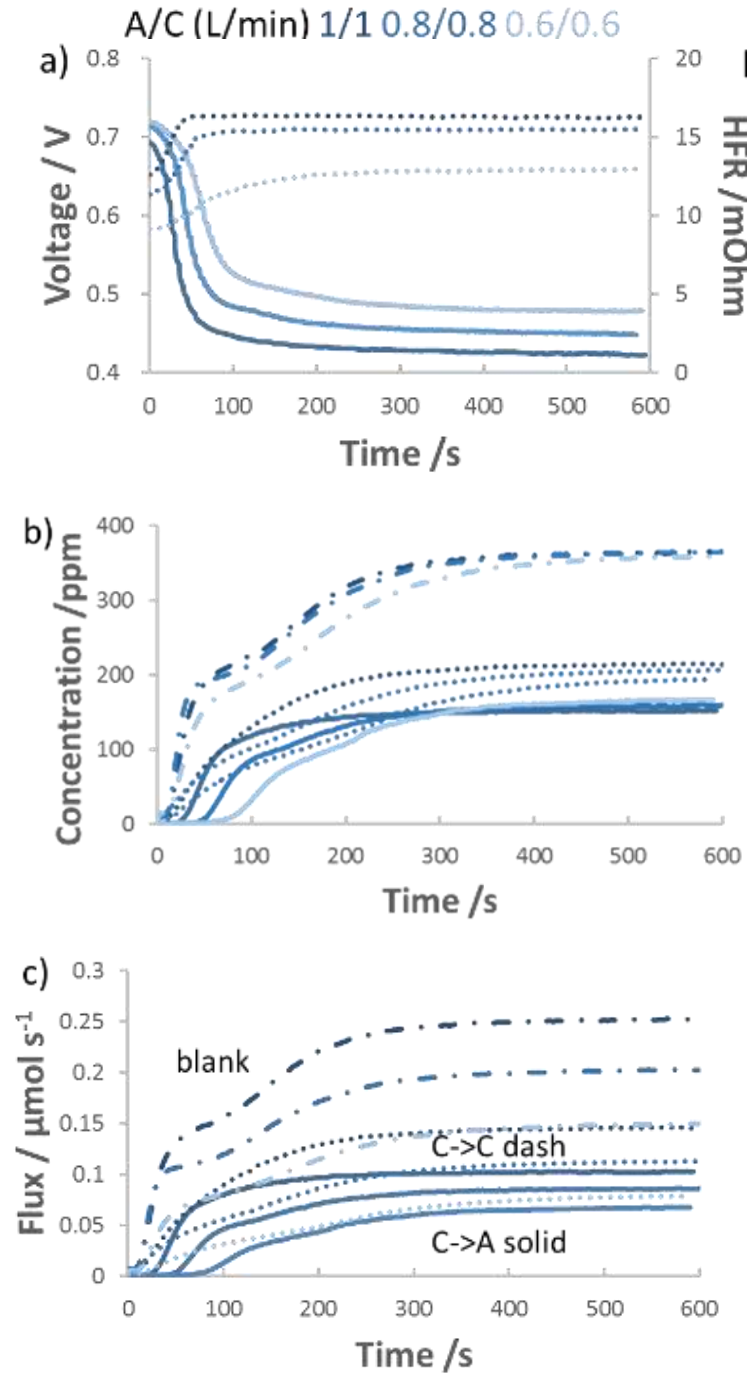 A/C (L/min) 1/1 0.8/0.8 0.6/0.6
a)
0.8
0.7
0.6
0.5
0.4
Voltage / V
20
15
10
5
0
HFR /mOhm
0 100 200 300 400 500 600
Time /s
b)
400
300
200
100
0
Concentration /ppm
0 100 200 300 400 500 600
Time /s
c)
0.3
0.25
0.2
0.15
0.1
0.05
0
Flux / µmol s⁻¹
blank
C->C dash
C->A solid
0 100 200 300 400 500 600
Time /s